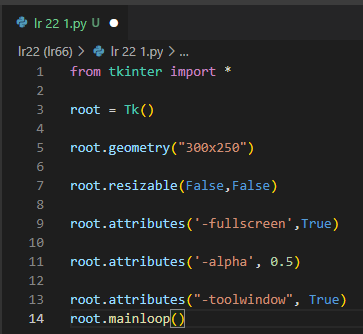 lr 22 1.py U
lr22 (lr66) > lr 22 1.py > ...
1 from tkinter import *
2
3 root = Tk()
4
5 root.geometry("300x250")
6
7 root.resizable(False,False)
8
9 root.attributes('-fullscreen',True)
10
11 root.attributes('-alpha', 0.5)
12
13 root.attributes("-toolwindow", True)
14 root.mainloop()